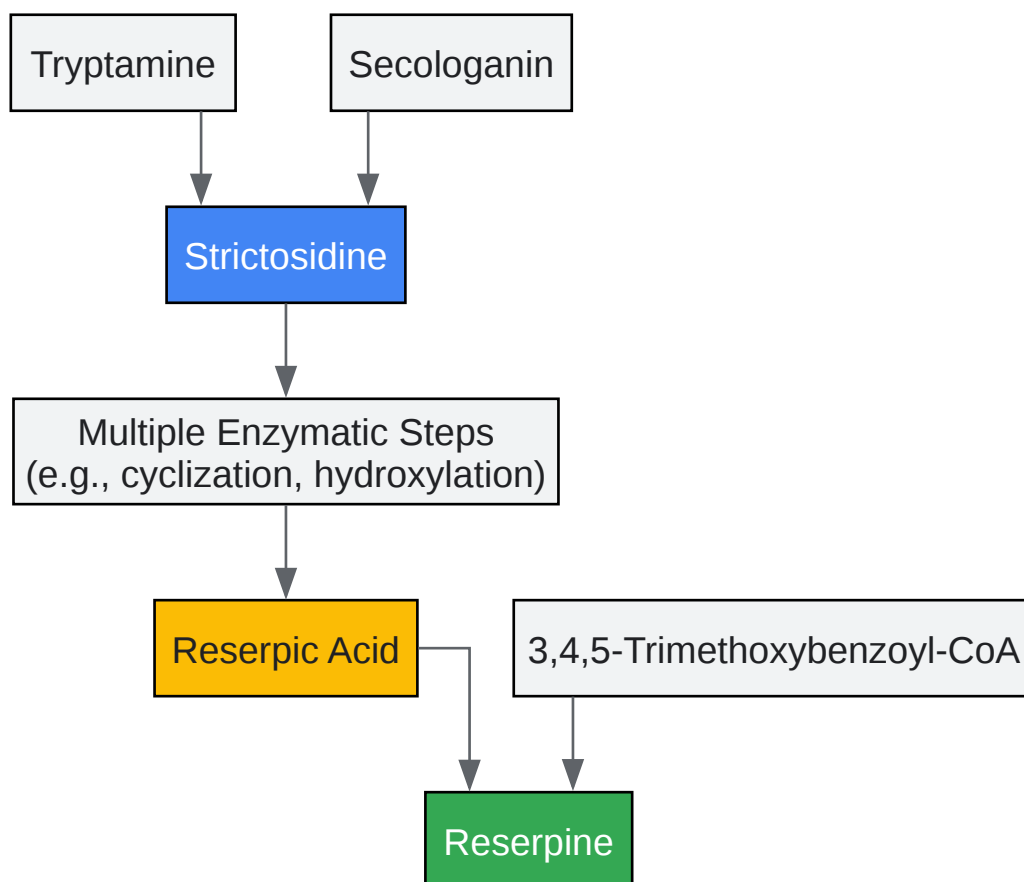 Tryptamine
Secologanin
Strictosidine
Multiple Enzymatic Steps
(e.g., cyclization, hydroxylation)
Reserpic Acid
3,4,5-Trimethoxybenzoyl-CoA
Reserpine